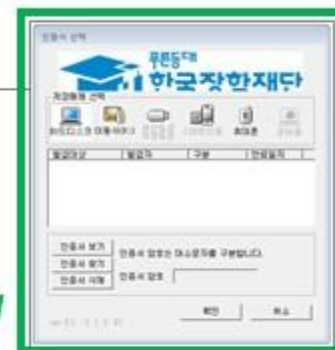 인증서 선택
푸른등대
한국장학재단
저장매체 선택
하드디스크 이동식디스크 휴대폰
발급대상 발급자 구분 만료일자
인증서 보기
인증서 암호는 대소문자를 구분합니다.
인증서 찾기
인증서 삭제
인증서 암호
확인 취소